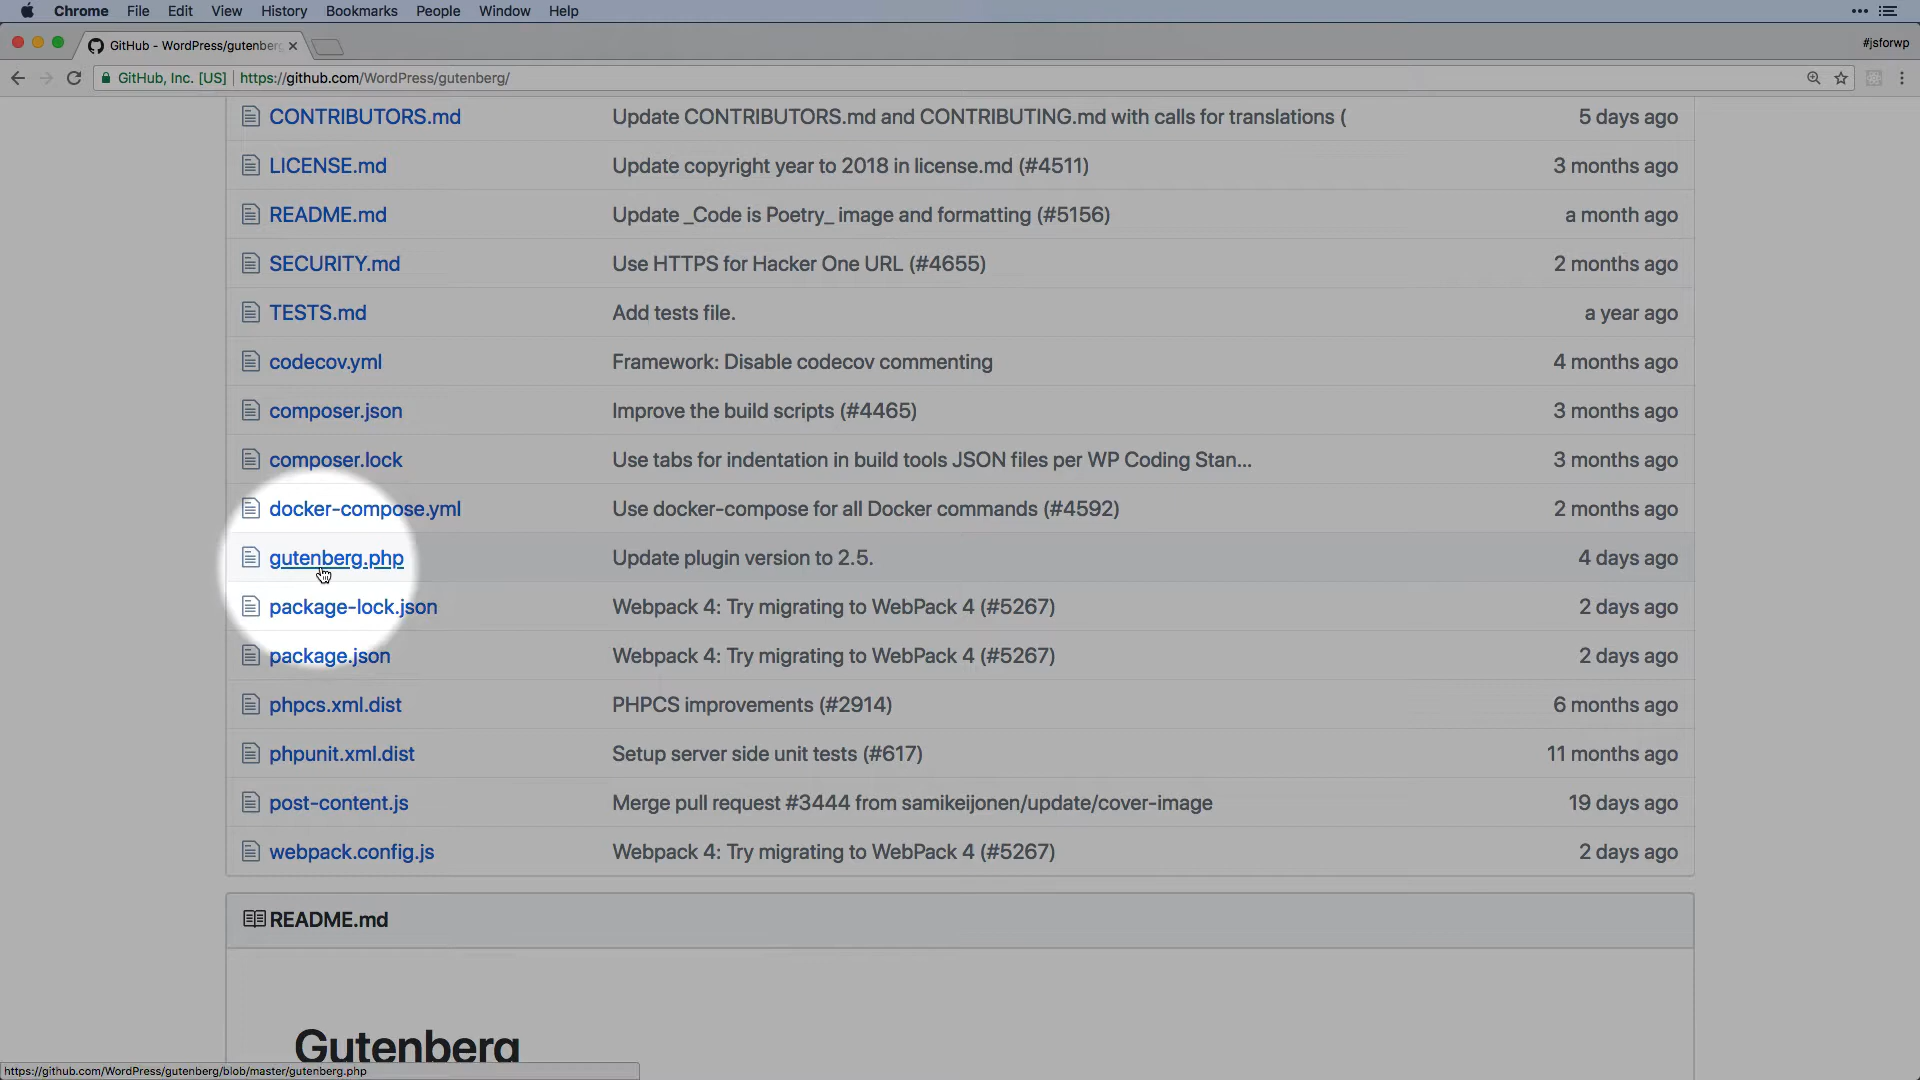 Chrome File Edit View History Bookmarks People Window Help
GitHub - WordPress/gutenberg
#jsforwp
GitHub, Inc. [US] https://github.com/WordPress/gutenberg/
CONTRIBUTORS.md Update CONTRIBUTORS.md and CONTRIBUTING.md with calls for translations ( 5 days ago
LICENSE.md Update copyright year to 2018 in license.md (#4511) 3 months ago
README.md Update _Code is Poetry_ image and formatting (#5156) a month ago
SECURITY.md Use HTTPS for Hacker One URL (#4655) 2 months ago
TESTS.md Add tests file. a year ago
codecov.yml Framework: Disable codecov commenting 4 months ago
composer.json Improve the build scripts (#4465) 3 months ago
composer.lock Use tabs for indentation in build tools JSON files per WP Coding Stan... 3 months ago
docker-compose.yml Use docker-compose for all Docker commands (#4592) 2 months ago
gutenberg.php Update plugin version to 2.5. 4 days ago
package-lock.json Webpack 4: Try migrating to WebPack 4 (#5267) 2 days ago
package.json Webpack 4: Try migrating to WebPack 4 (#5267) 2 days ago
phpcs.xml.dist PHPCS improvements (#2914) 6 months ago
phpunit.xml.dist Setup server side unit tests (#617) 11 months ago
post-content.js Merge pull request #3444 from samikeijonen/update/cover-image 19 days ago
webpack.config.js Webpack 4: Try migrating to WebPack 4 (#5267) 2 days ago
README.md
Gutenberg
https://github.com/WordPress/gutenberg/blob/master/gutenberg.php